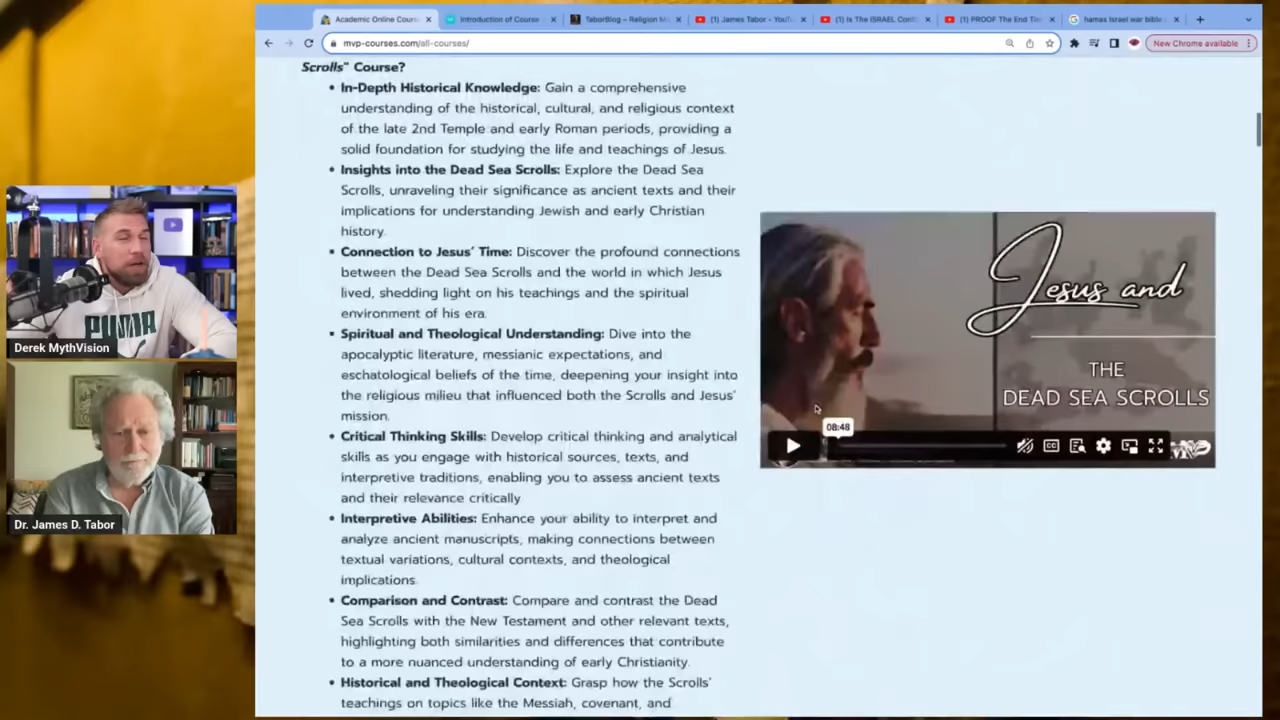 Academic Online Cours
Introduction of Course
TaborBlog – Religion M
(1) James Tabor - YouT
(1) Is The ISRAEL Conf
(1) PROOF The End Ti
hamas israel war bible
mvp-courses.com/all-courses/
New Chrome available
Scrolls" Course?
• In-Depth Historical Knowledge: Gain a comprehensive
understanding of the historical, cultural, and religious context
of the late 2nd Temple and early Roman periods, providing a
solid foundation for studying the life and teachings of Jesus.
• Insights into the Dead Sea Scrolls: Explore the Dead Sea
Scrolls, unraveling their significance as ancient texts and their
implications for understanding Jewish and early Christian
history.
• Connection to Jesus' Time: Discover the profound connections
between the Dead Sea Scrolls and the world in which Jesus
lived, shedding light on his teachings and the spiritual
environment of his era.
• Spiritual and Theological Understanding: Dive into the
apocalyptic literature, messianic expectations, and
eschatological beliefs of the time, deepening your insight into
the religious milieu that influenced both the Scrolls and Jesus'
mission.
• Critical Thinking Skills: Develop critical thinking and analytical
skills as you engage with historical sources, texts, and
interpretive traditions, enabling you to assess ancient texts
and their relevance critically
• Interpretive Abilities: Enhance your ability to interpret and
analyze ancient manuscripts, making connections between
textual variations, cultural contexts, and theological
implications.
• Comparison and Contrast: Compare and contrast the Dead
Sea Scrolls with the New Testament and other relevant texts,
highlighting both similarities and differences that contribute
to a more nuanced understanding of early Christianity.
• Historical and Theological Context: Grasp how the Scrolls'
teachings on topics like the Messiah, covenant, and
Jesus and
THE
DEAD SEA SCROLLS
08:48
CC
PUMA
Derek MythVision
Dr. James D. Tabor